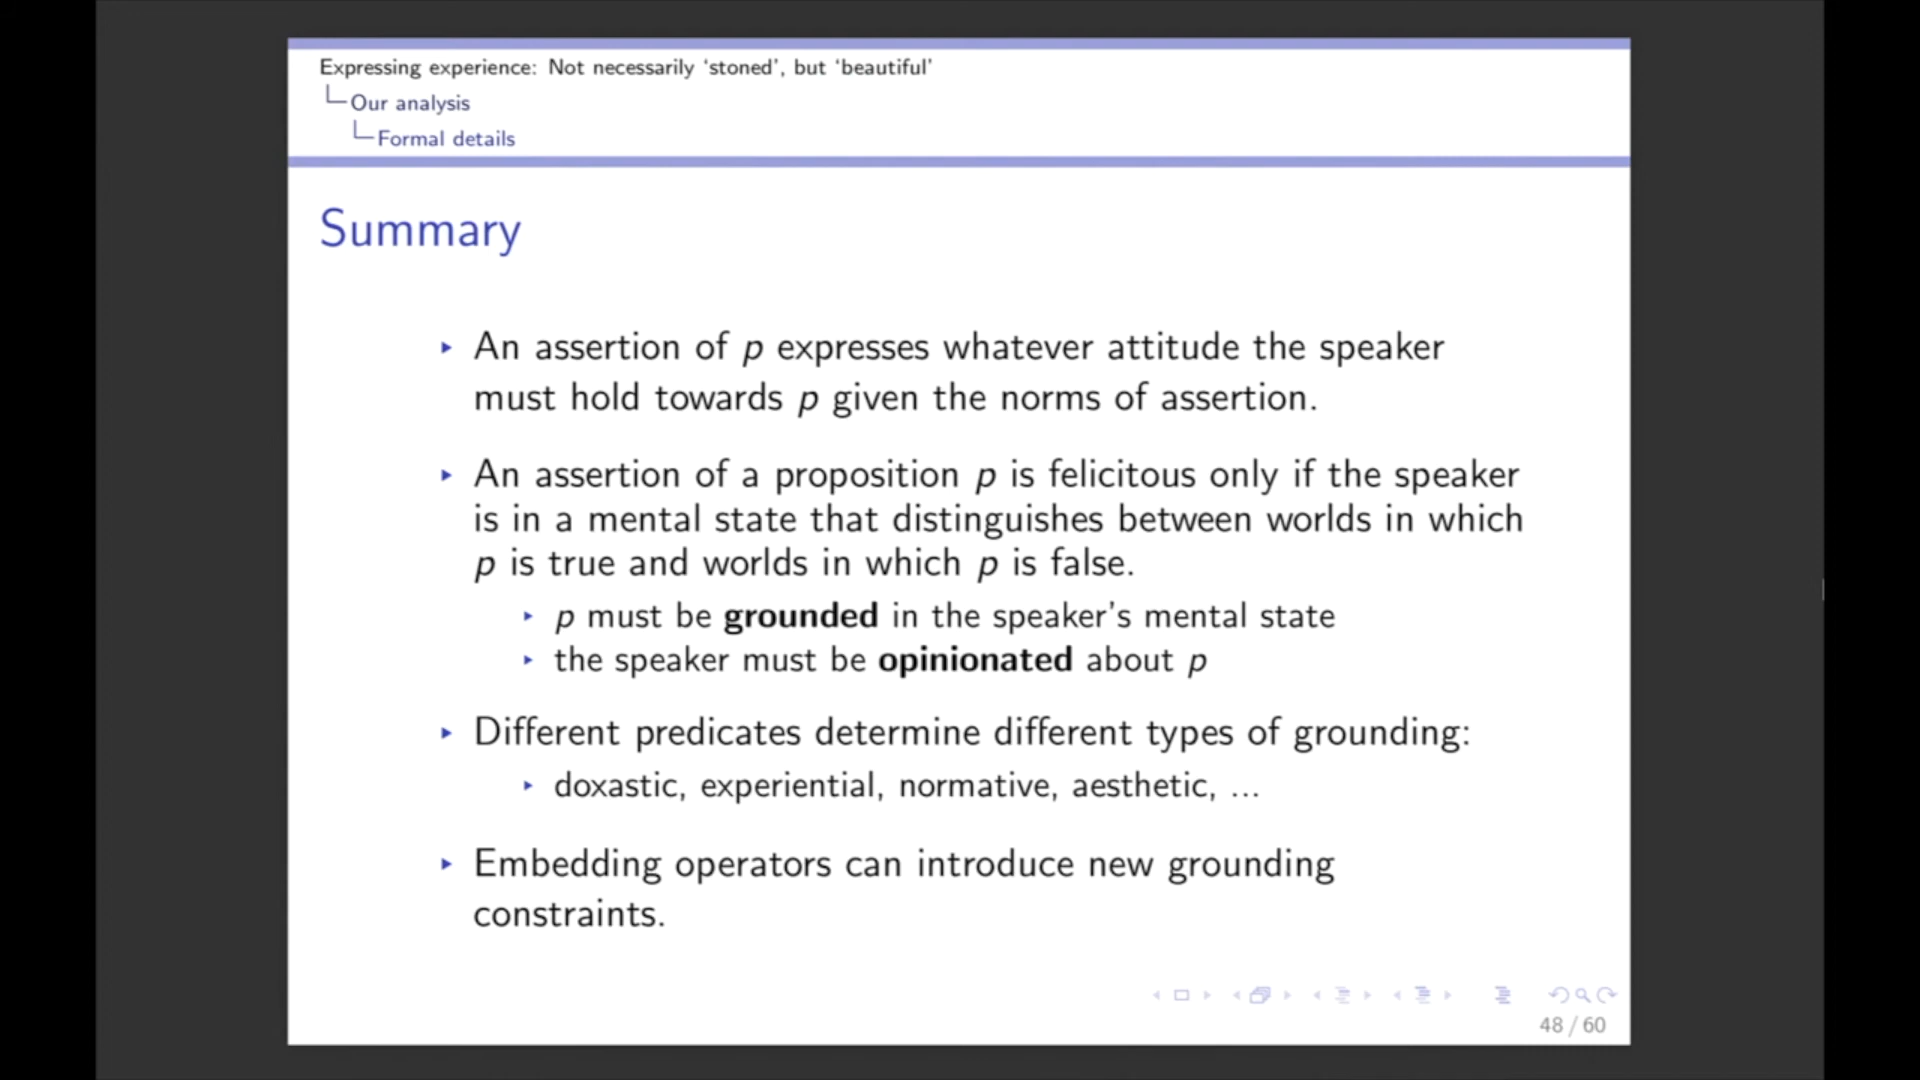 Expressing experience: Not necessarily ‘stoned’, but ‘beautiful’
Our analysis
Formal details
Summary
▸ An assertion of p expresses whatever attitude the speaker
must hold towards p given the norms of assertion.
▸ An assertion of a proposition p is felicitous only if the speaker
is in a mental state that distinguishes between worlds in which
p is true and worlds in which p is false.
▸ p must be grounded in the speaker’s mental state
▸ the speaker must be opinionated about p
▸ Different predicates determine different types of grounding:
▸ doxastic, experiential, normative, aesthetic, ...
▸ Embedding operators can introduce new grounding
constraints.
48 / 60